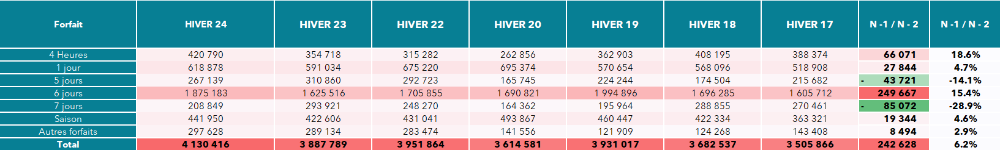 Forfait HIVER 24 HIVER 23 HIVER 22 HIVER 20 HIVER 19 HIVER 18 HIVER 17 N -1 / N - 2 N -1 / N - 2
4 Heures 420 790 354 718 315 282 262 856 362 903 408 195 388 374 66 071 18.6%
1 jour 618 878 591 034 675 220 695 374 570 654 568 096 518 908 27 844 4.7%
5 jours 267 139 310 860 292 723 165 745 224 244 174 504 215 682 - 43 721 -14.1%
6 jours 1 875 183 1 625 516 1 705 855 1 690 821 1 994 896 1 696 285 1 605 712 249 667 15.4%
7 jours 208 849 293 921 248 270 164 362 195 964 288 855 270 461 - 85 072 -28.9%
Saison 441 950 422 606 431 041 493 867 460 447 422 334 363 321 19 344 4.6%
Autres forfaits 297 628 289 134 283 474 141 556 121 909 124 268 143 408 8 494 2.9%
Total 4 130 416 3 887 789 3 951 864 3 614 581 3 931 017 3 682 537 3 505 866 242 628 6.2%